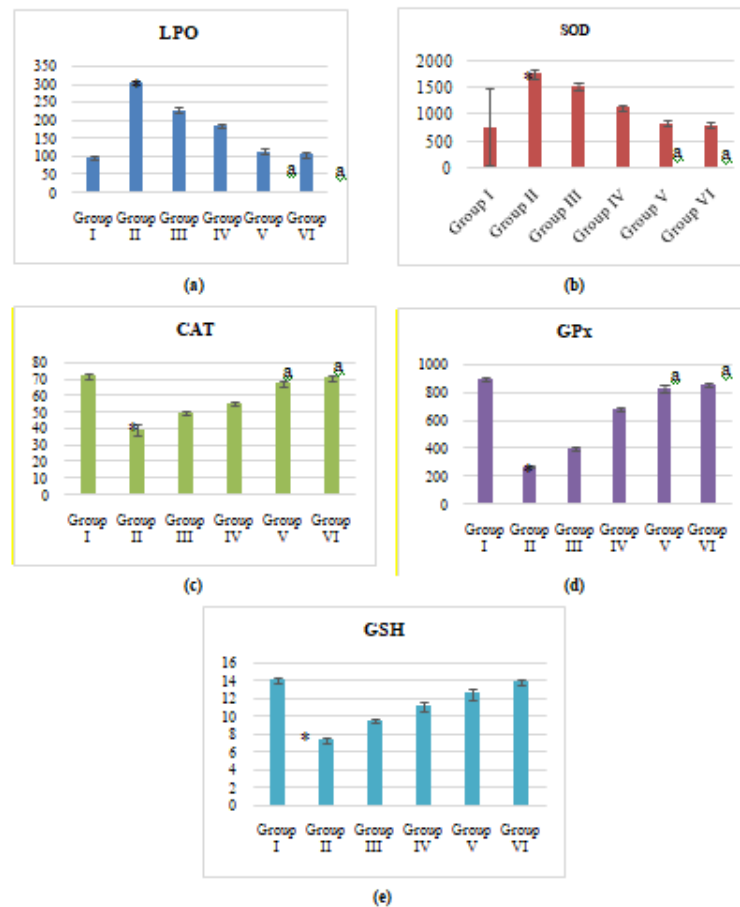 LPO
350
300
250
200
150
100
50
0
*
a
a
Group I
Group II
Group III
Group IV
Group V
Group VI
(a)
SOD
2000
1500
1000
500
0
*
a
a
Group I
Group II
Group III
Group IV
Group V
Group VI
(b)
CAT
80
70
60
50
40
30
20
10
0
*
a
a
Group I
Group II
Group III
Group IV
Group V
Group VI
(c)
GPx
1000
800
600
400
200
0
*
a
a
Group I
Group II
Group III
Group IV
Group V
Group VI
(d)
GSH
16
14
12
10
8
6
4
2
0
*
Group I
Group II
Group III
Group IV
Group V
Group VI
(e)